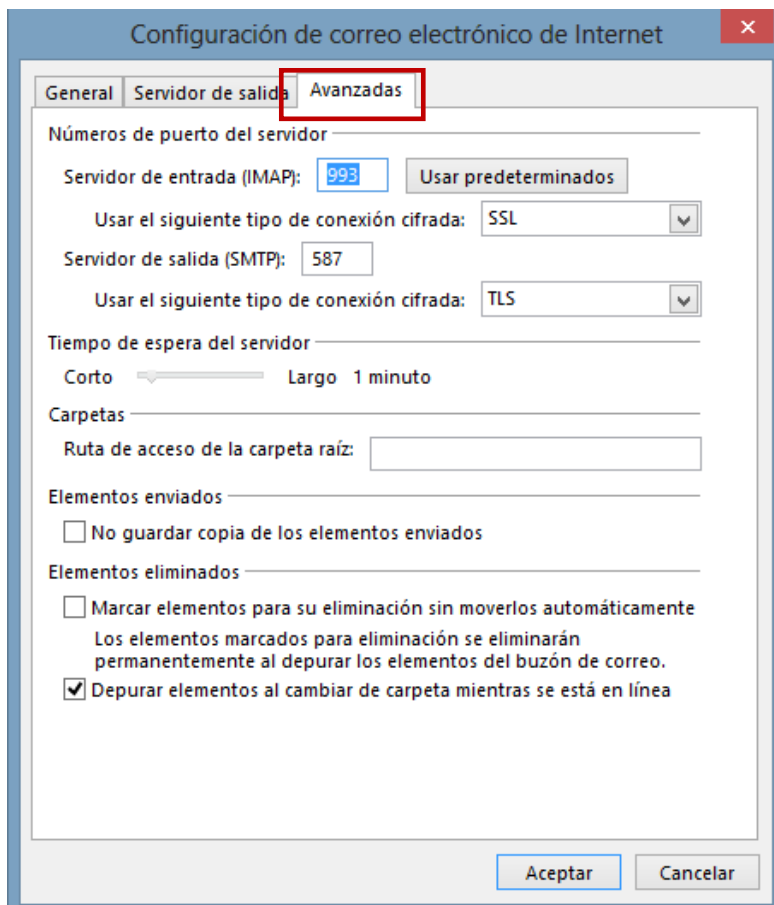 Configuración de correo electrónico de Internet
General Servidor de salida Avanzadas
Números de puerto del servidor
Servidor de entrada (IMAP): 993 Usar predeterminados
Usar el siguiente tipo de conexión cifrada: SSL
Servidor de salida (SMTP): 587
Usar el siguiente tipo de conexión cifrada: TLS
Tiempo de espera del servidor
Corto Largo 1 minuto
Carpetas
Ruta de acceso de la carpeta raíz:
Elementos enviados
No guardar copia de los elementos enviados
Elementos eliminados
Marcar elementos para su eliminación sin moverlos automáticamente
Los elementos marcados para eliminación se eliminarán
permanentemente al depurar los elementos del buzón de correo.
Depurar elementos al cambiar de carpeta mientras se está en línea
Aceptar Cancelar